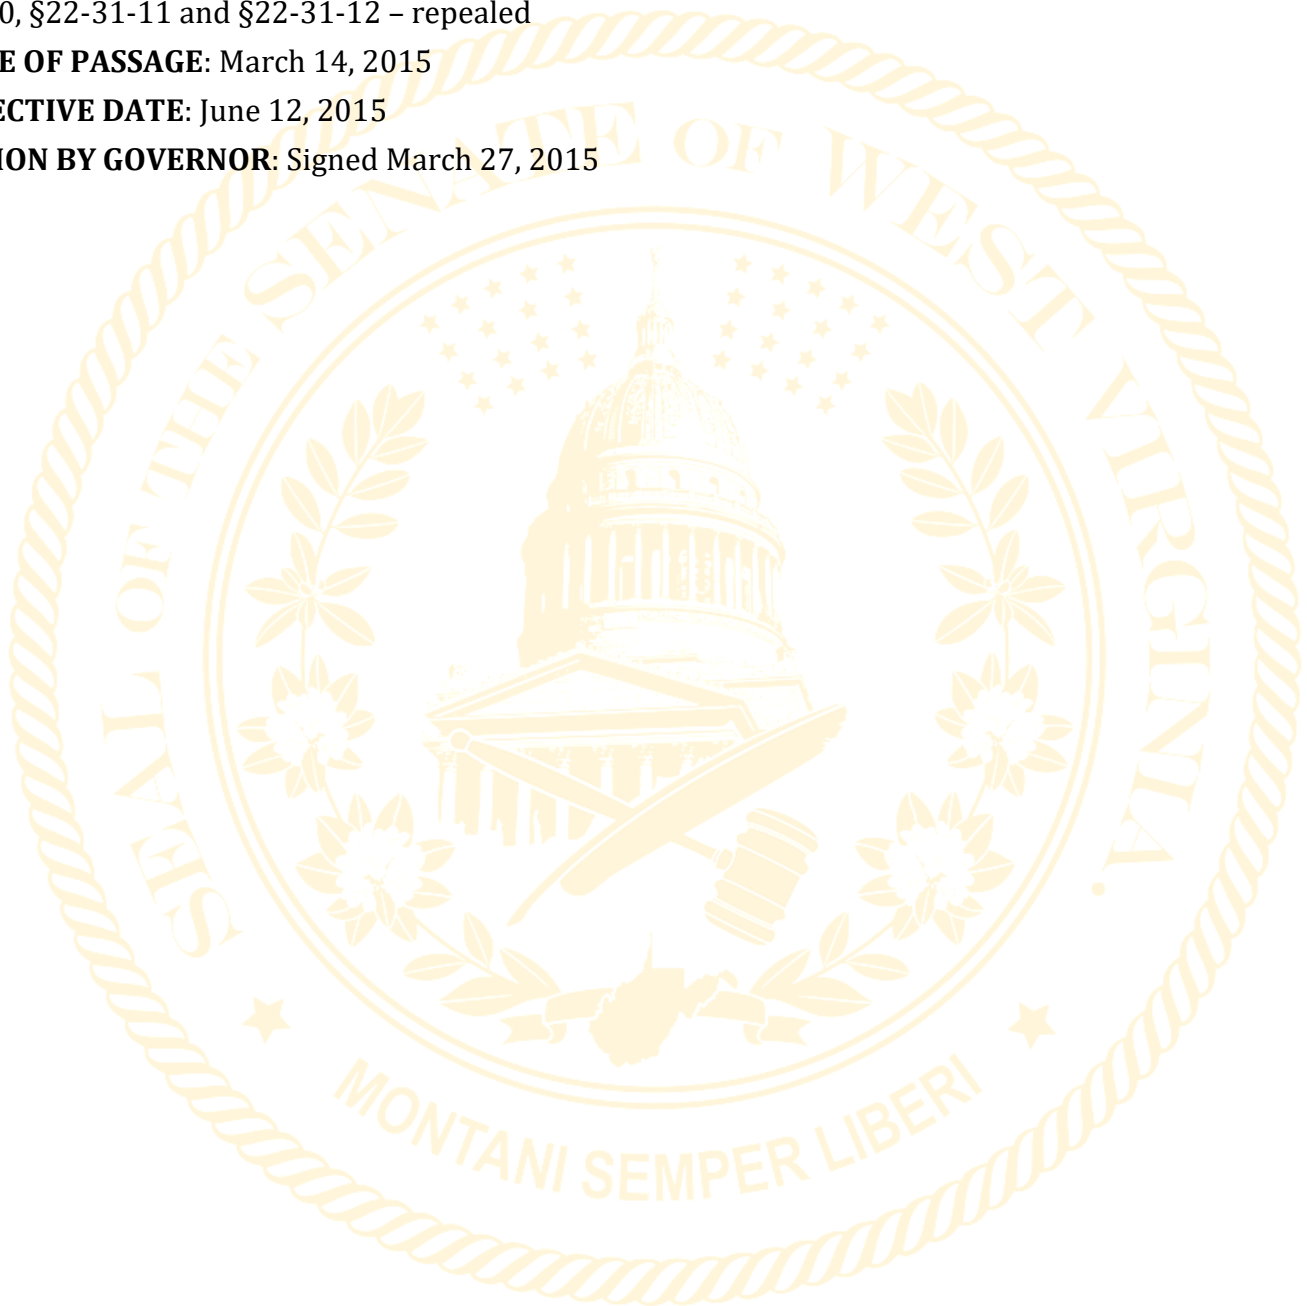 0, §22-31-11 and §22-31-12 – repealed
E OF PASSAGE: March 14, 2015
ECTIVE DATE: June 12, 2015
ION BY GOVERNOR: Signed March 27, 2015
SEAL OF THE SENATE OF WEST VIRGINIA.
MONTANI SEMPER LIBERI